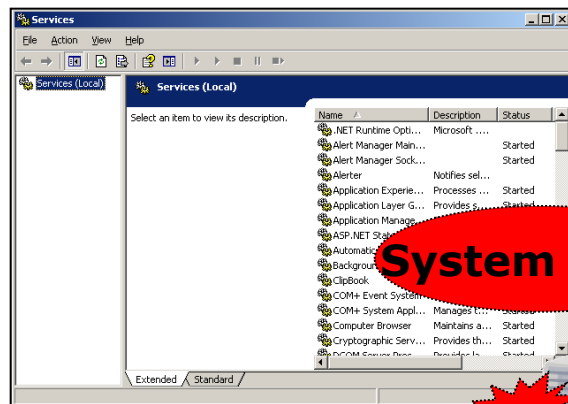 Services
File Action View Help
Services (Local)
Services (Local)
Select an item to view its description.
Name Description Status
.NET Runtime Opti... Microsoft ....
Alert Manager Main... Started
Alert Manager Sock... Started
Alerter Notifies sel...
Application Experie... Processes ... Started
Application Layer G... Provides s...
Application Manage...
ASP.NET
Automatic
ClipBook
System
COM+ Event System
COM+ System Appl... Manages t...
Computer Browser Maintains a... Started
Cryptographic Serv... Provides th... Started
Extended Standard